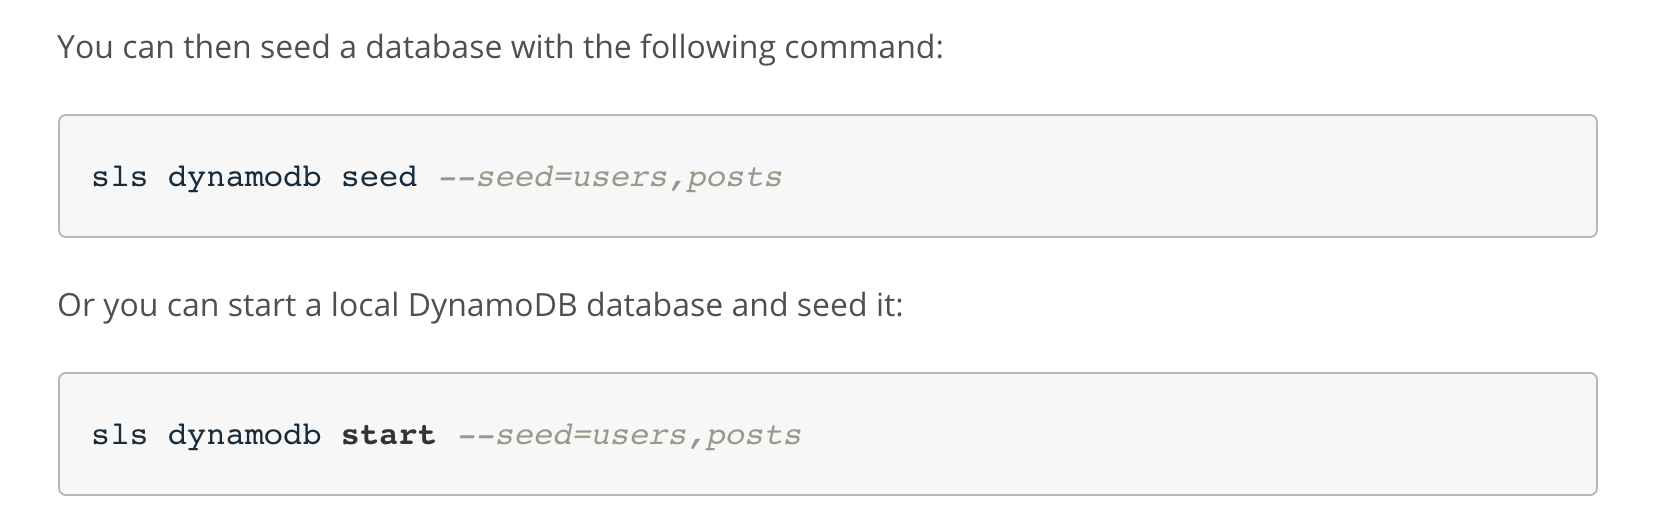 You can then seed a database with the following command:
sls dynamodb seed --seed=users,posts
Or you can start a local DynamoDB database and seed it:
sls dynamodb start --seed=users,posts